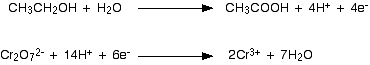 CH₃CH₂OH + H₂O ⟶ CH₃COOH + 4H⁺ + 4e⁻
Cr₂O₇²⁻ + 14H⁺ + 6e⁻ ⟶ 2Cr³⁺ + 7H₂O